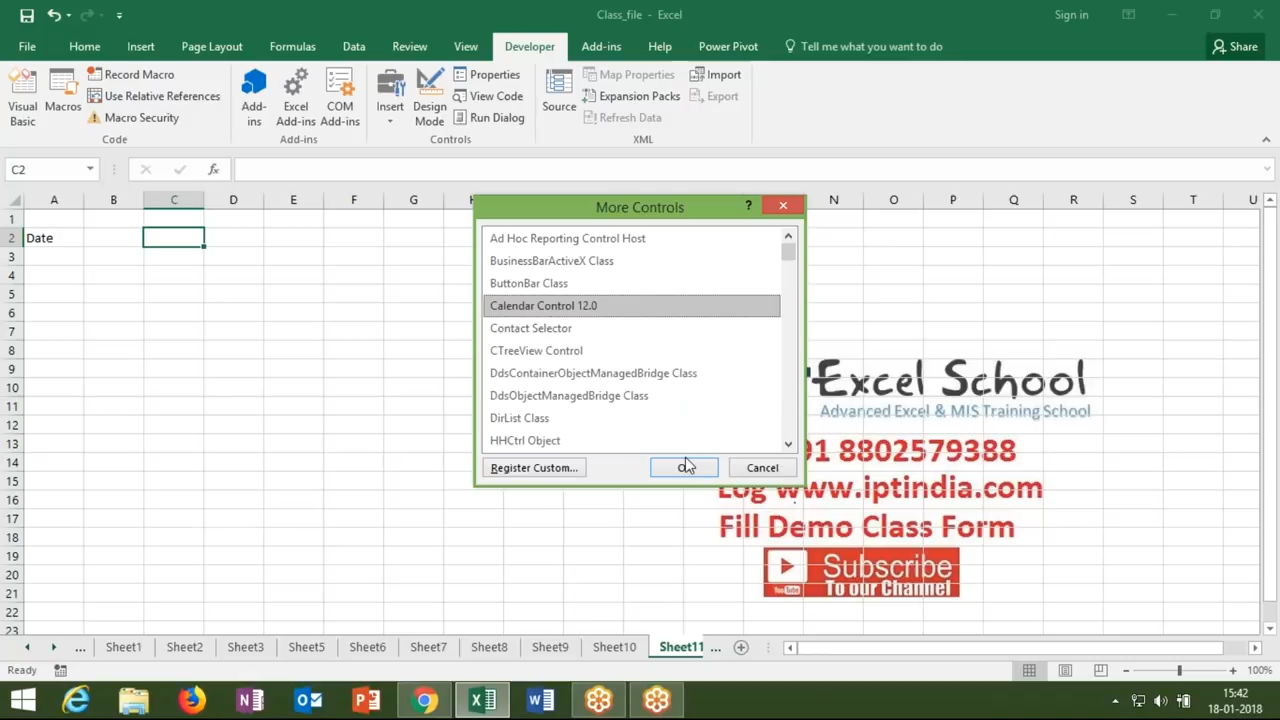 Class_file - Excel
Sign in
File Home Insert Page Layout Formulas Data Review View Developer Add-ins Help Power Pivot Tell me what you want to do Share
Visual Basic
Macros
Record Macro
Use Relative References
Macro Security
Code
Add-ins
Excel Add-ins
COM Add-ins
Add-ins
Insert
Design Mode
Properties
View Code
Run Dialog
Controls
Source
Map Properties
Expansion Packs
Refresh Data
Import
Export
XML
C2
fx
A B C D E F G N O P Q R S T U
1
2 Date
3
4
5
6
7
8
9
10
11
12
13
14
15
16
17
18
19
20
21
22
23
More Controls
?
Ad Hoc Reporting Control Host
BusinessBarActiveX Class
ButtonBar Class
Calendar Control 12.0
Contact Selector
CTreeView Control
DdsContainerObjectManagedBridge Class
DdsObjectManagedBridge Class
DirList Class
HHCtrl Object
Register Custom...
Cancel
Excel School
Advanced Excel & MIS Training School
91 8802579388
Log www.iptindia.com
Fill Demo Class Form
Subscribe
To our Channel
YouTube
... Sheet1 Sheet2 Sheet3 Sheet5 Sheet6 Sheet7 Sheet8 Sheet9 Sheet10 Sheet11 ...
Ready
100%
15:42
18-01-2018